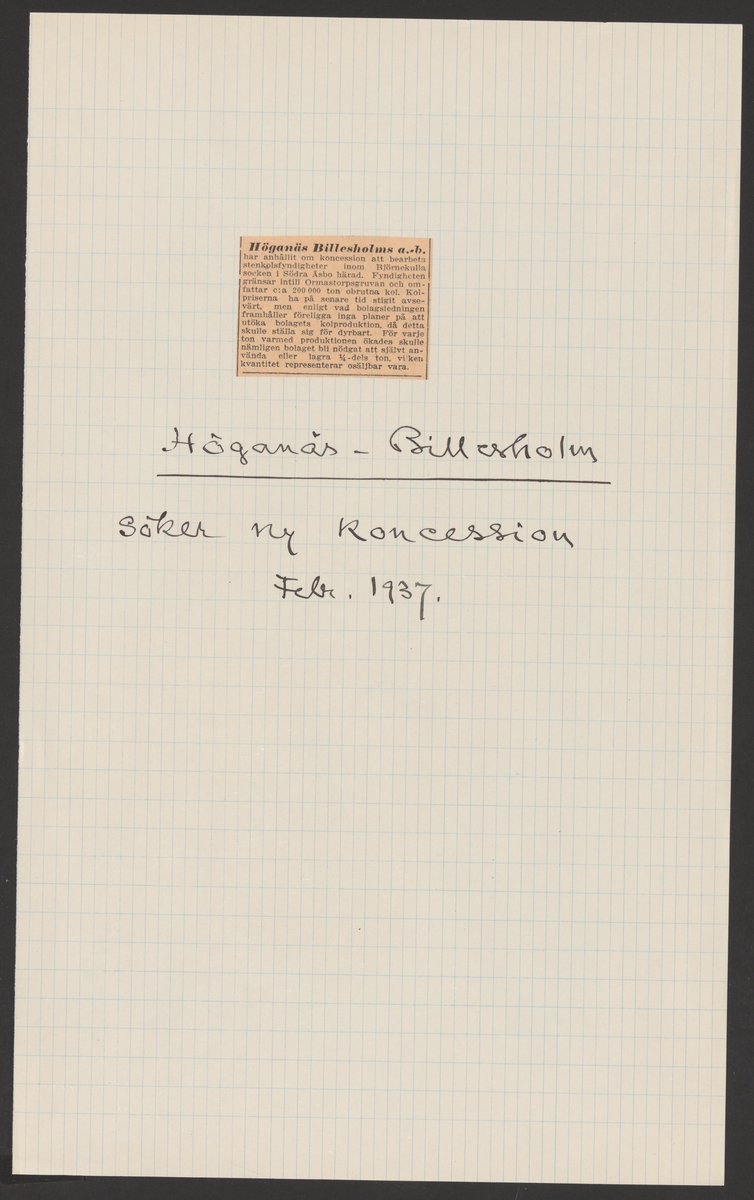 Höganäs Billesholms a.-b.
har anhållit om koncession att bearbeta
stenkolsfyndigheter inom Björnekulla
socken i Södra Åsbo härad. Fyndigheten
gränsar intill Ormastorpsgruvan och om-
fattar c:a 200 000 ton obrutna kol. Kol-
priserna ha på senare tid stigit avse-
värt, men enligt vad bolagsledningen
framhåller föreligga inga planer på att
utöka bolagets kolproduktion, då detta
skulle ställa sig för dyrbart. För varje
ton varmed produktionen ökades skulle
nämligen bolaget bli nödgat att självt an-
vända eller lagra ¼-dels ton, vilken
kvantitet representerar osäljbar vara.
Höganäs - Billesholm
Söker ny koncession
Febr. 1937.